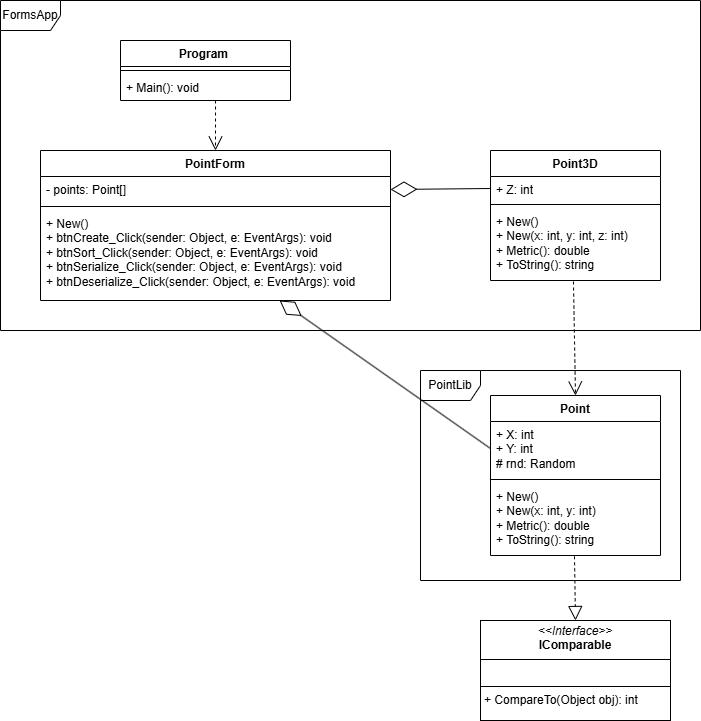 FormsApp
Program
+ Main(): void
PointForm
- points: Point[]
+ New()
+ btnCreate_Click(sender: Object, e: EventArgs): void
+ btnSort_Click(sender: Object, e: EventArgs): void
+ btnSerialize_Click(sender: Object, e: EventArgs): void
+ btnDeserialize_Click(sender: Object, e: EventArgs): void
Point3D
+ Z: int
+ New()
+ New(x: int, y: int, z: int)
+ Metric(): double
+ ToString(): string
PointLib
Point
+ X: int
+ Y: int
# rnd: Random
+ New()
+ New(x: int, y: int)
+ Metric(): double
+ ToString(): string
<<Interface>>
IComparable
+ CompareTo(Object obj): int